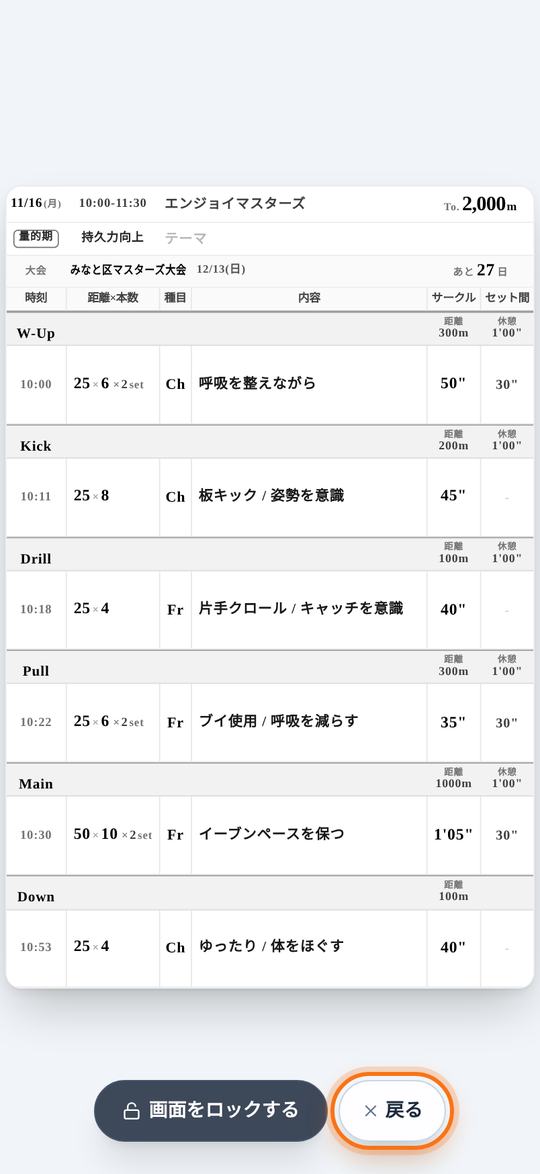 11/16(月) 10:00-11:30 エンジョイマスターズ To. 2,000m
量的期 持久力向上 テーマ
大会 みなと区マスターズ大会 12/13(日) あと 27 日
時刻 距離×本数 種目 内容 サークル セット間
W-Up 距離 300m 休憩 1'00"
10:00 25×6 ×2set Ch 呼吸を整えながら 50" 30"
Kick 距離 200m 休憩 1'00"
10:11 25×8 Ch 板キック / 姿勢を意識 45" -
Drill 距離 100m 休憩 1'00"
10:18 25×4 Fr 片手クロール / キャッチを意識 40" -
Pull 距離 300m 休憩 1'00"
10:22 25×6 ×2set Fr ブイ使用 / 呼吸を減らす 35" 30"
Main 距離 1000m 休憩 1'00"
10:30 50×10 ×2set Fr イーブンペースを保つ 1'05" 30"
Down 距離 100m
10:53 25×4 Ch ゆったり / 体をほぐす 40" -
画面をロックする × 戻る